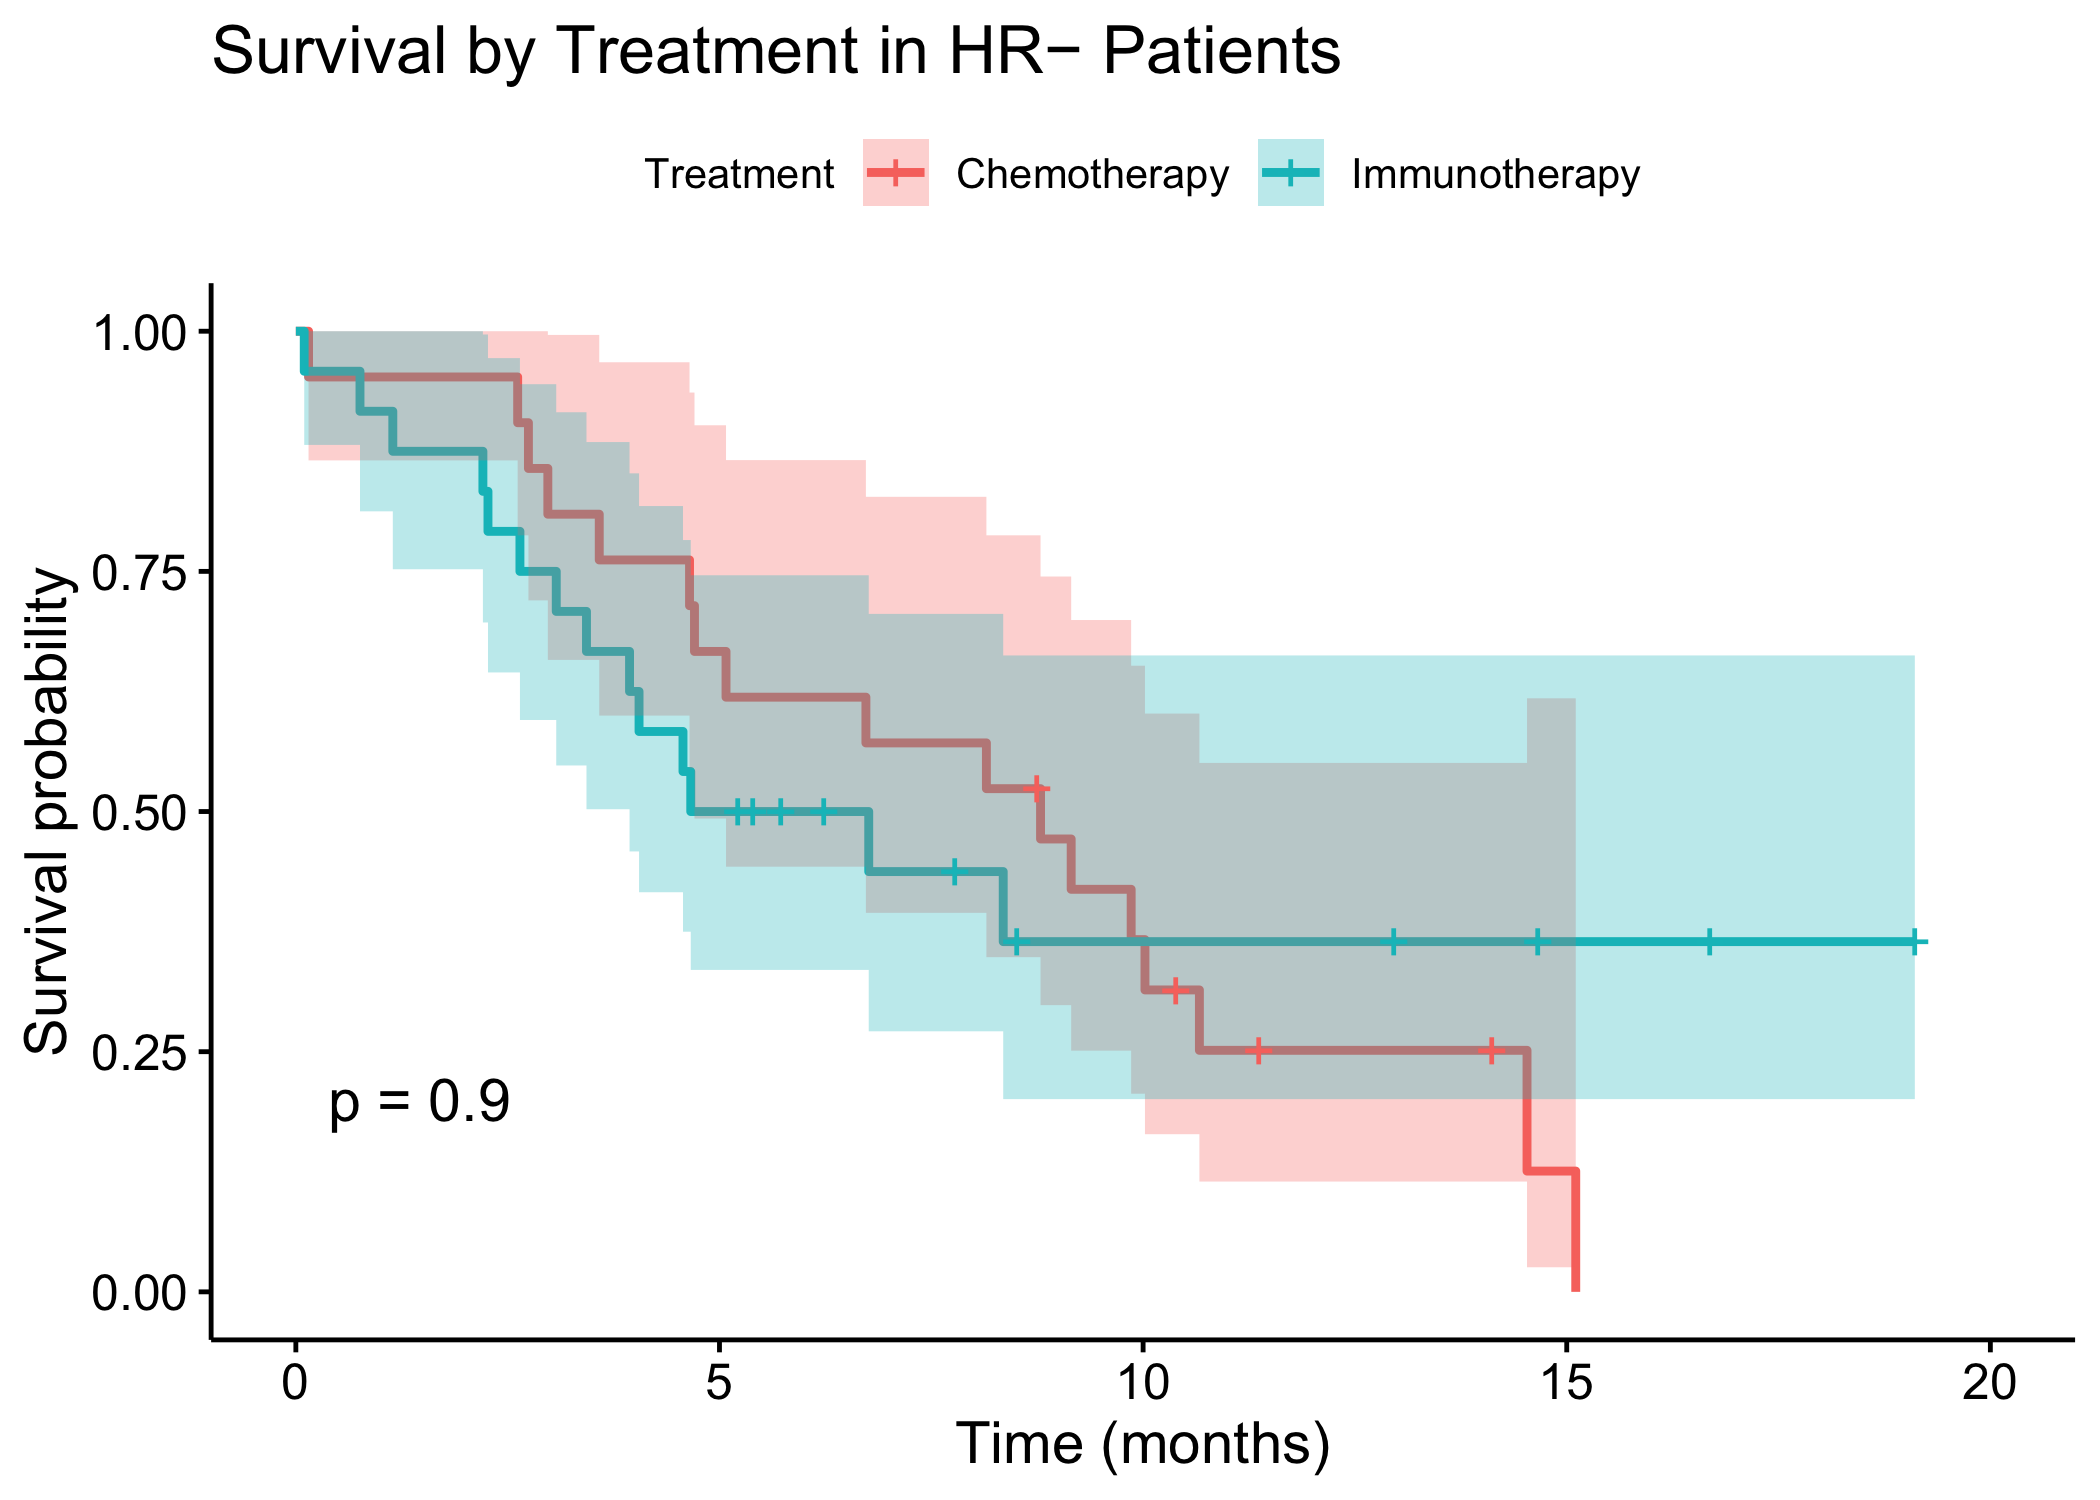 Survival by Treatment in HR− Patients
Treatment Chemotherapy Immunotherapy
Survival probability
1.00
0.75
0.50
0.25
0.00
p = 0.9
0 5 10 15 20
Time (months)